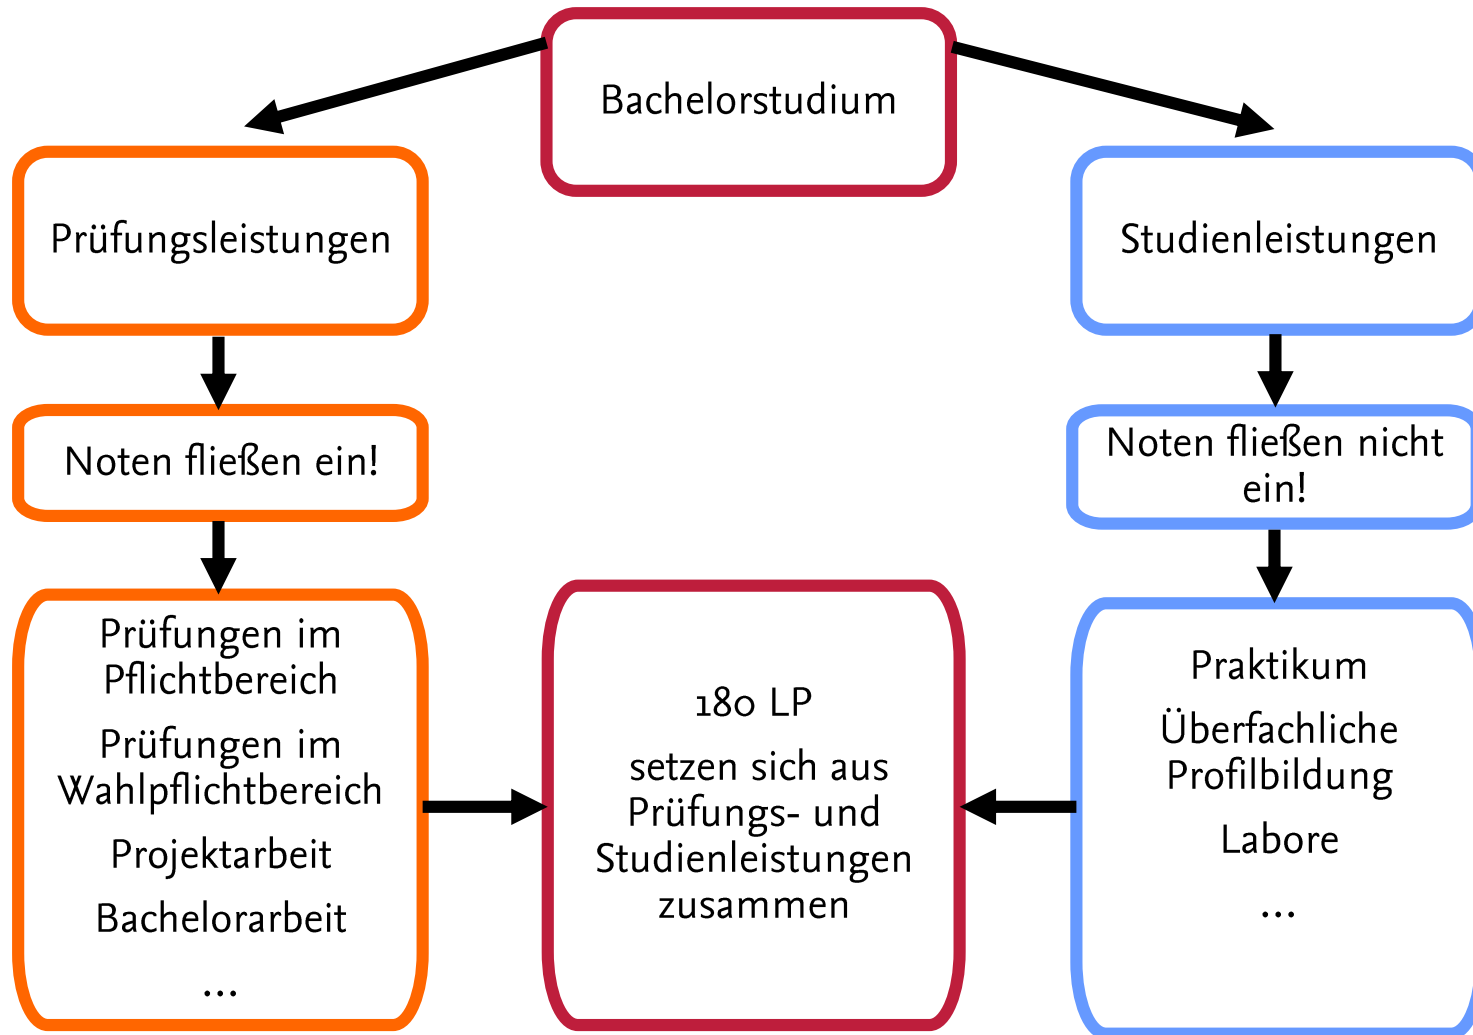 Bachelorstudium
Prüfungsleistungen
Studienleistungen
Noten fließen ein!
Noten fließen nicht
ein!
Prüfungen im
Pflichtbereich
Prüfungen im
Wahlpflichtbereich
Projektarbeit
Bachelorarbeit
...
180 LP
setzen sich aus
Prüfungs- und
Studienleistungen
zusammen
Praktikum
Überfachliche
Profilbildung
Labore
...